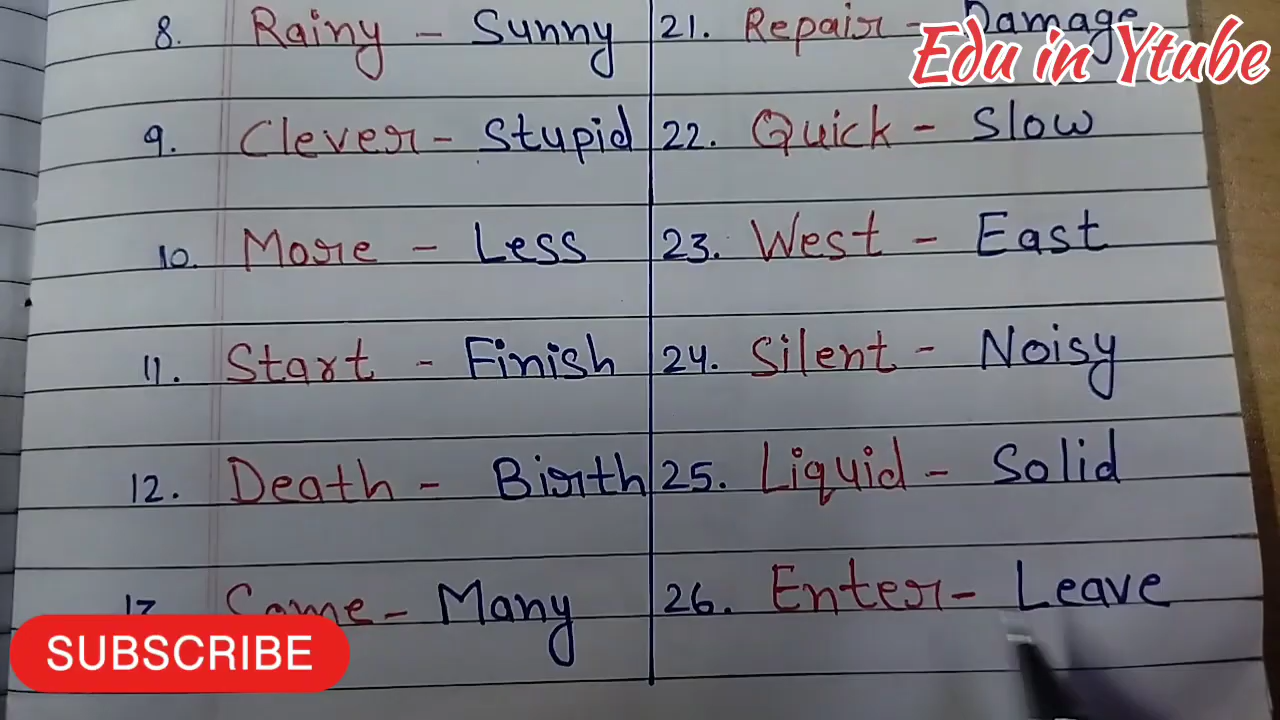 8. Rainy - Sunny
9. Clever - Stupid
10. More - Less
11. Start - Finish
12. Death - Birth
Some - Many
21. Repair - Damage
22. Quick - Slow
23. West - East
24. Silent - Noisy
25. Liquid - Solid
26. Enter - Leave
Edu in Ytube
SUBSCRIBE